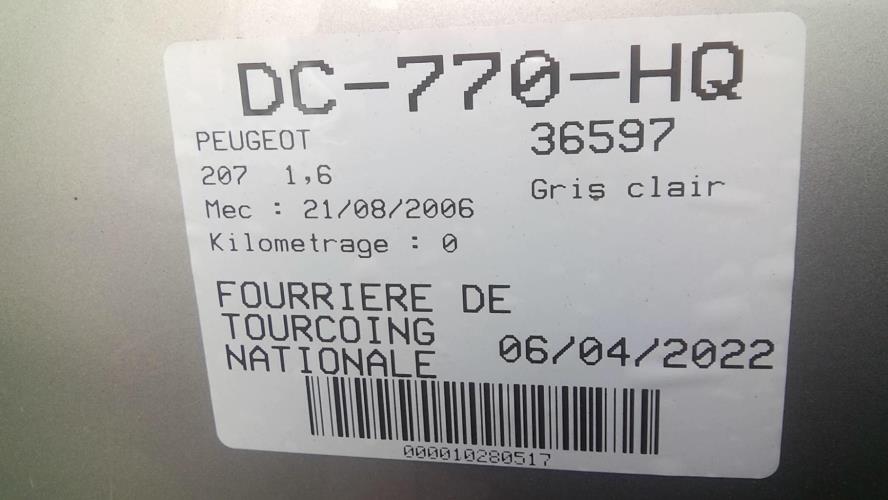 DC-770-HQ
PEUGEOT 36597
207 1,6 Gris clair
Mec : 21/08/2006
Kilometrage : 0
FOURRIERE DE
TOURCOING
NATIONALE 06/04/2022
000010280517